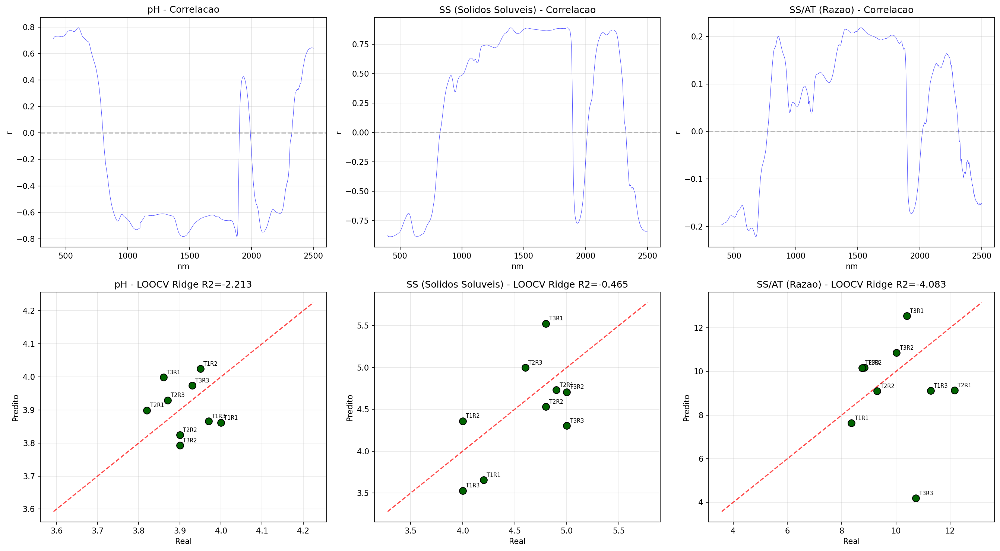 pH - Correlacao
0.8
0.6
0.4
0.2
0.0
−0.2
−0.4
−0.6
−0.8
r
500
1000
1500
2000
2500
nm
SS (Solidos Soluveis) - Correlacao
0.75
0.50
0.25
0.00
−0.25
−0.50
−0.75
r
500
1000
1500
2000
2500
nm
SS/AT (Razao) - Correlacao
0.2
0.1
0.0
−0.1
−0.2
r
500
1000
1500
2000
2500
nm
pH - LOOCV Ridge R2=-2.213
4.2
4.1
4.0
3.9
3.8
3.7
3.6
Predito
T1R2
T3R1
T3R3
T2R3
T2R1
T1R3
T1R1
T2R2
T3R2
3.6
3.7
3.8
3.9
4.0
4.1
4.2
Real
SS (Solidos Soluveis) - LOOCV Ridge R2=-0.465
5.5
5.0
4.5
4.0
3.5
Predito
T3R1
T2R3
T2R1
T3R2
T2R2
T3R3
T1R2
T1R1
T1R3
3.5
4.0
4.5
5.0
5.5
Real
SS/AT (Razao) - LOOCV Ridge R2=-4.083
12
10
8
6
4
Predito
T3R1
T3R2
T2R3
T1R2
T2R2
T1R3
T2R1
T1R1
T3R3
4
6
8
10
12
Real